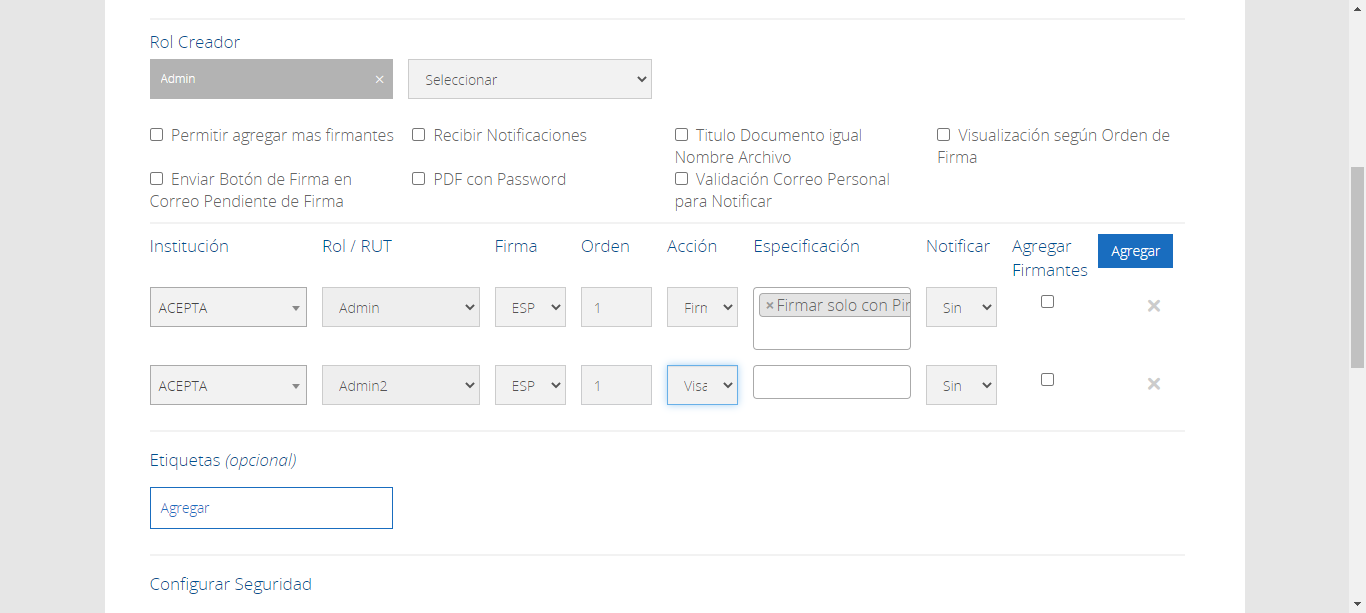 Rol Creador
Admin ×
Seleccionar
Permitir agregar mas firmantes
Recibir Notificaciones
Titulo Documento igual
Nombre Archivo
Visualización según Orden de
Firma
Enviar Botón de Firma en
Correo Pendiente de Firma
PDF con Password
Validación Correo Personal
para Notificar
Institución Rol / RUT Firma Orden Acción Especificación Notificar Agregar Firmantes Agregar
ACEPTA Admin ESP 1 Firm ×Firmar solo con Pin Sin ×
ACEPTA Admin2 ESP 1 Visa Sin ×
Etiquetas (opcional)
Agregar
Configurar Seguridad